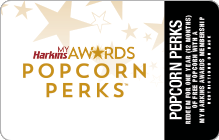 Harkins MY AWARDS
POPCORN
PERKS™
POPCORN PERKS
REDEEM FOR ONE YEAR (12 MONTHS)
OF FREE POPCORN WITH A
MY HARKINS AWARDS MEMBERSHIP